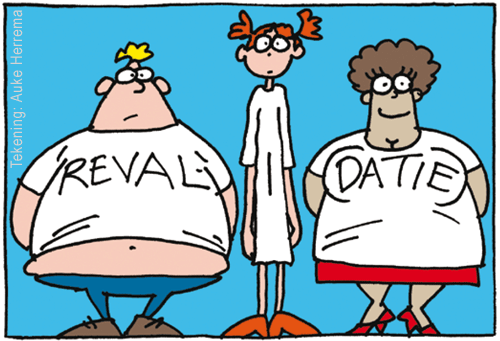 Tekening: Auke Herrema
REVAL-
DATIE